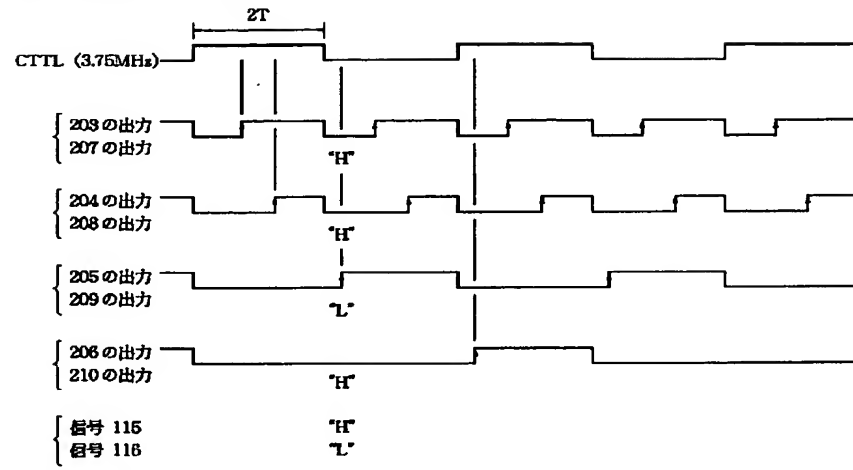 2T
CTTL (3.75MHz)
203の出力
207の出力
"H"
204の出力
208の出力
"H"
205の出力
209の出力
"L"
206の出力
210の出力
"H"
信号 115
"H"
信号 116
"L"